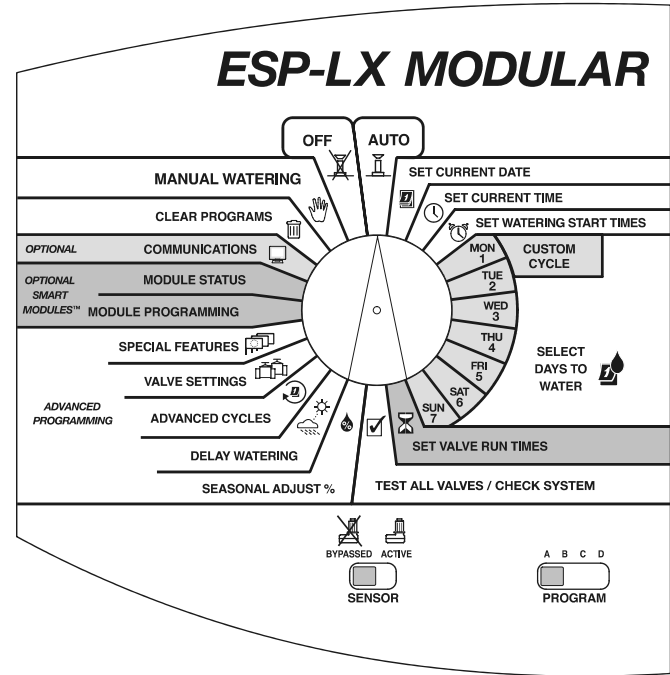 ESP-LX MODULAR
OFF
AUTO
MANUAL WATERING
CLEAR PROGRAMS
OPTIONAL
COMMUNICATIONS
OPTIONAL
SMART
MODULES™
MODULE STATUS
MODULE PROGRAMMING
SPECIAL FEATURES
VALVE SETTINGS
ADVANCED
PROGRAMMING
ADVANCED CYCLES
DELAY WATERING
SEASONAL ADJUST %
SET CURRENT DATE
SET CURRENT TIME
SET WATERING START TIMES
CUSTOM
CYCLE
MON
1
TUE
2
WED
3
THU
4
FRI
5
SAT
6
SUN
7
SELECT
DAYS TO
WATER
1
SET VALVE RUN TIMES
TEST ALL VALVES / CHECK SYSTEM
%
BYPASSED ACTIVE
SENSOR
A B C D
PROGRAM